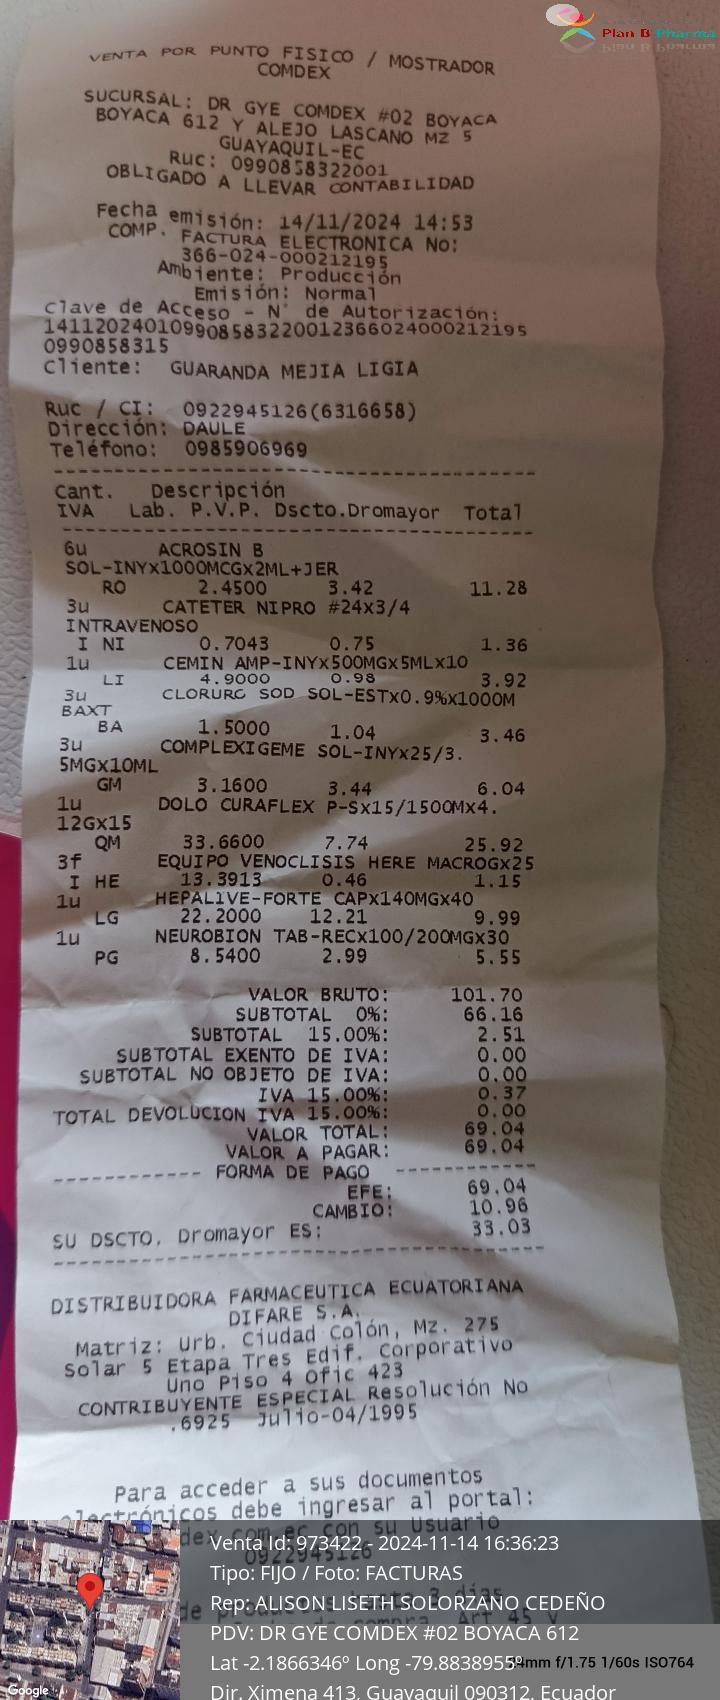 Plan B Pharma
VENTA POR PUNTO FISICO / MOSTRADOR
COMDEX
SUCURSAL: DR GYE COMDEX #02 BOYACA
BOYACA 612 Y ALEJO LASCANO MZ 5
GUAYAQUIL-EC
Ruc: 0990858322001
OBLIGADO A LLEVAR CONTABILIDAD
Fecha emisión: 14/11/2024 14:53
COMP. FACTURA ELECTRONICA No:
366-024-000212195
Ambiente: Producción
Emisión: Normal
Clave de Acceso - N° de Autorización:
141120240109908583220012366024000212195
0990858315
Cliente: GUARANDA MEJIA LIGIA
Ruc / CI: 0922945126(6316658)
Dirección: DAULE
Teléfono: 0985906969
Cant. Descripción
IVA Lab. P.V.P. Dscto.Dromayor Total
6u ACROSIN B
SOL-INYx1000MCGx2ML+JER
RO 2.4500 3.42 11.28
3u CATETER NIPRO #24x3/4
INTRAVENOSO
I NI 0.7043 0.75 1.36
1u CEMIN AMP-INYx500MGx5MLx10
LI 4.9000 0.98 3.92
3u CLORURO SOD SOL-ESTx0.9%x1000M
BAXT
BA 1.5000 1.04 3.46
3u COMPLEXIGEME SOL-INYx25/3.
5MGx10ML
GM 3.1600 3.44 6.04
1u DOLO CURAFLEX P-Sx15/1500Mx4.
12Gx15
QM 33.6600 7.74 25.92
3f EQUIPO VENOCLISIS HERE MACROGx25
I HE 13.3913 0.46 1.15
1u HEPALIVE-FORTE CAPx140MGx40
LG 22.2000 12.21 9.99
1u NEUROBION TAB-RECx100/200MGx30
PG 8.5400 2.99 5.55
VALOR BRUTO: 101.70
SUBTOTAL 0%: 66.16
SUBTOTAL 15.00%: 2.51
SUBTOTAL EXENTO DE IVA: 0.00
SUBTOTAL NO OBJETO DE IVA: 0.00
IVA 15.00%: 0.37
TOTAL DEVOLUCION IVA 15.00%: 0.00
VALOR TOTAL: 69.04
VALOR A PAGAR: 69.04
------------ FORMA DE PAGO ------------
EFE: 69.04
CAMBIO: 10.96
SU DSCTO. Dromayor ES: 33.03
DISTRIBUIDORA FARMACEUTICA ECUATORIANA
DIFARE S.A.
Matriz: Urb. Ciudad Colón, Mz. 275
Solar 5 Etapa Tres Edif. Corporativo
Uno Piso 4 Ofic 423
CONTRIBUYENTE ESPECIAL Resolución No
.6925 Julio-04/1995
Para acceder a sus documentos
electrónicos debe ingresar al portal:
con su Usuario
0922945126
Venta Id: 973422 - 2024-11-14 16:36:23
Tipo: FIJO / Foto: FACTURAS
Rep: ALISON LISETH SOLORZANO CEDEÑO
PDV: DR GYE COMDEX #02 BOYACA 612
Lat -2.1866346º Long -79.8838955º
mm f/1.75 1/60s ISO764
Dir. Ximena 413, Guayaquil 090312, Ecuador
Google